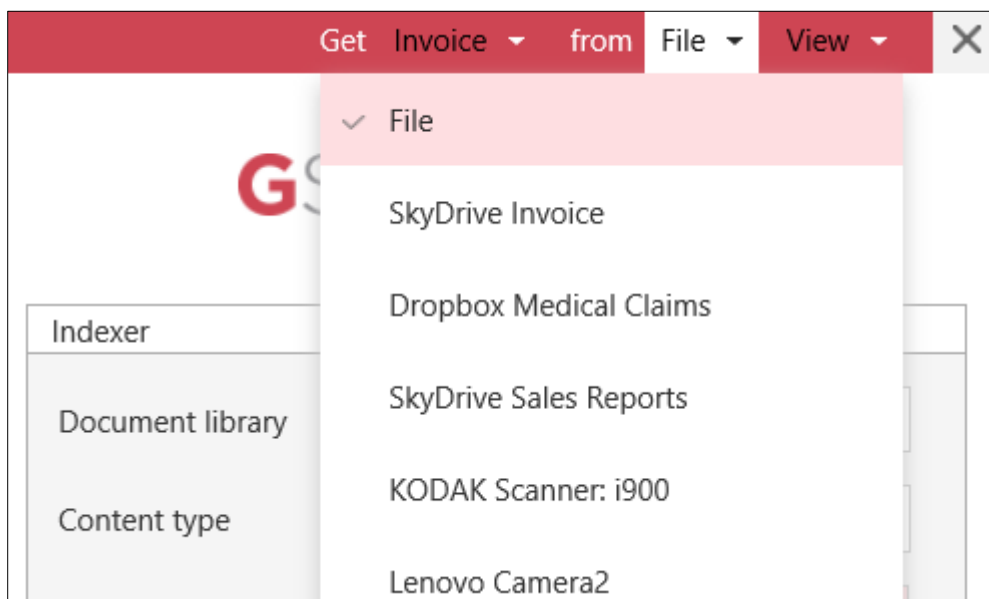 Get Invoice from File View
File
SkyDrive Invoice
Dropbox Medical Claims
Indexer
SkyDrive Sales Reports
Document library
KODAK Scanner: i900
Content type
Lenovo Camera2